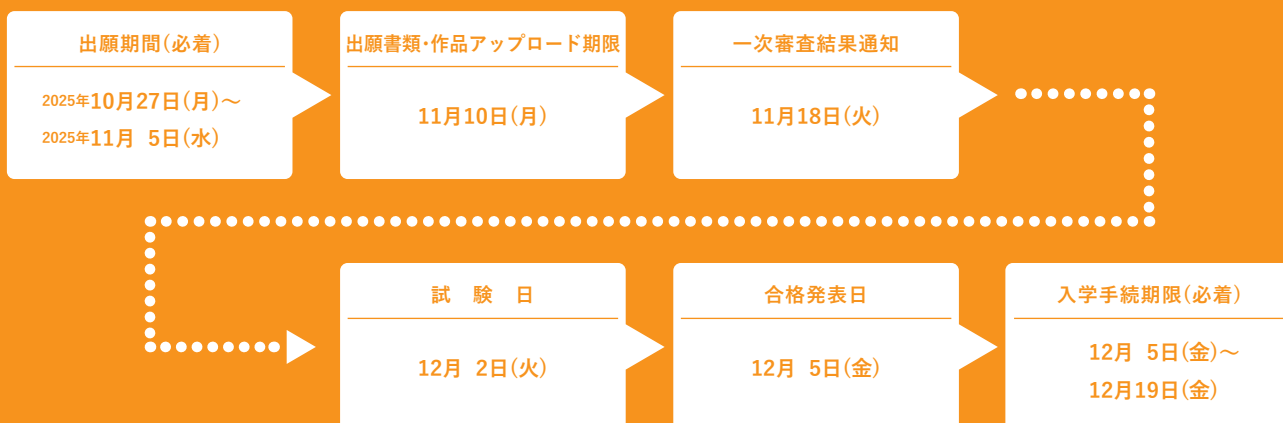 出願期間(必着)
2025年10月27日(月)～
2025年11月 5日(水)
出願書類・作品アップロード期限
11月10日(月)
一次審査結果通知
11月18日(火)
試 験 日
12月 2日(火)
合格発表日
12月 5日(金)
入学手続期限(必着)
12月 5日(金)～
12月19日(金)